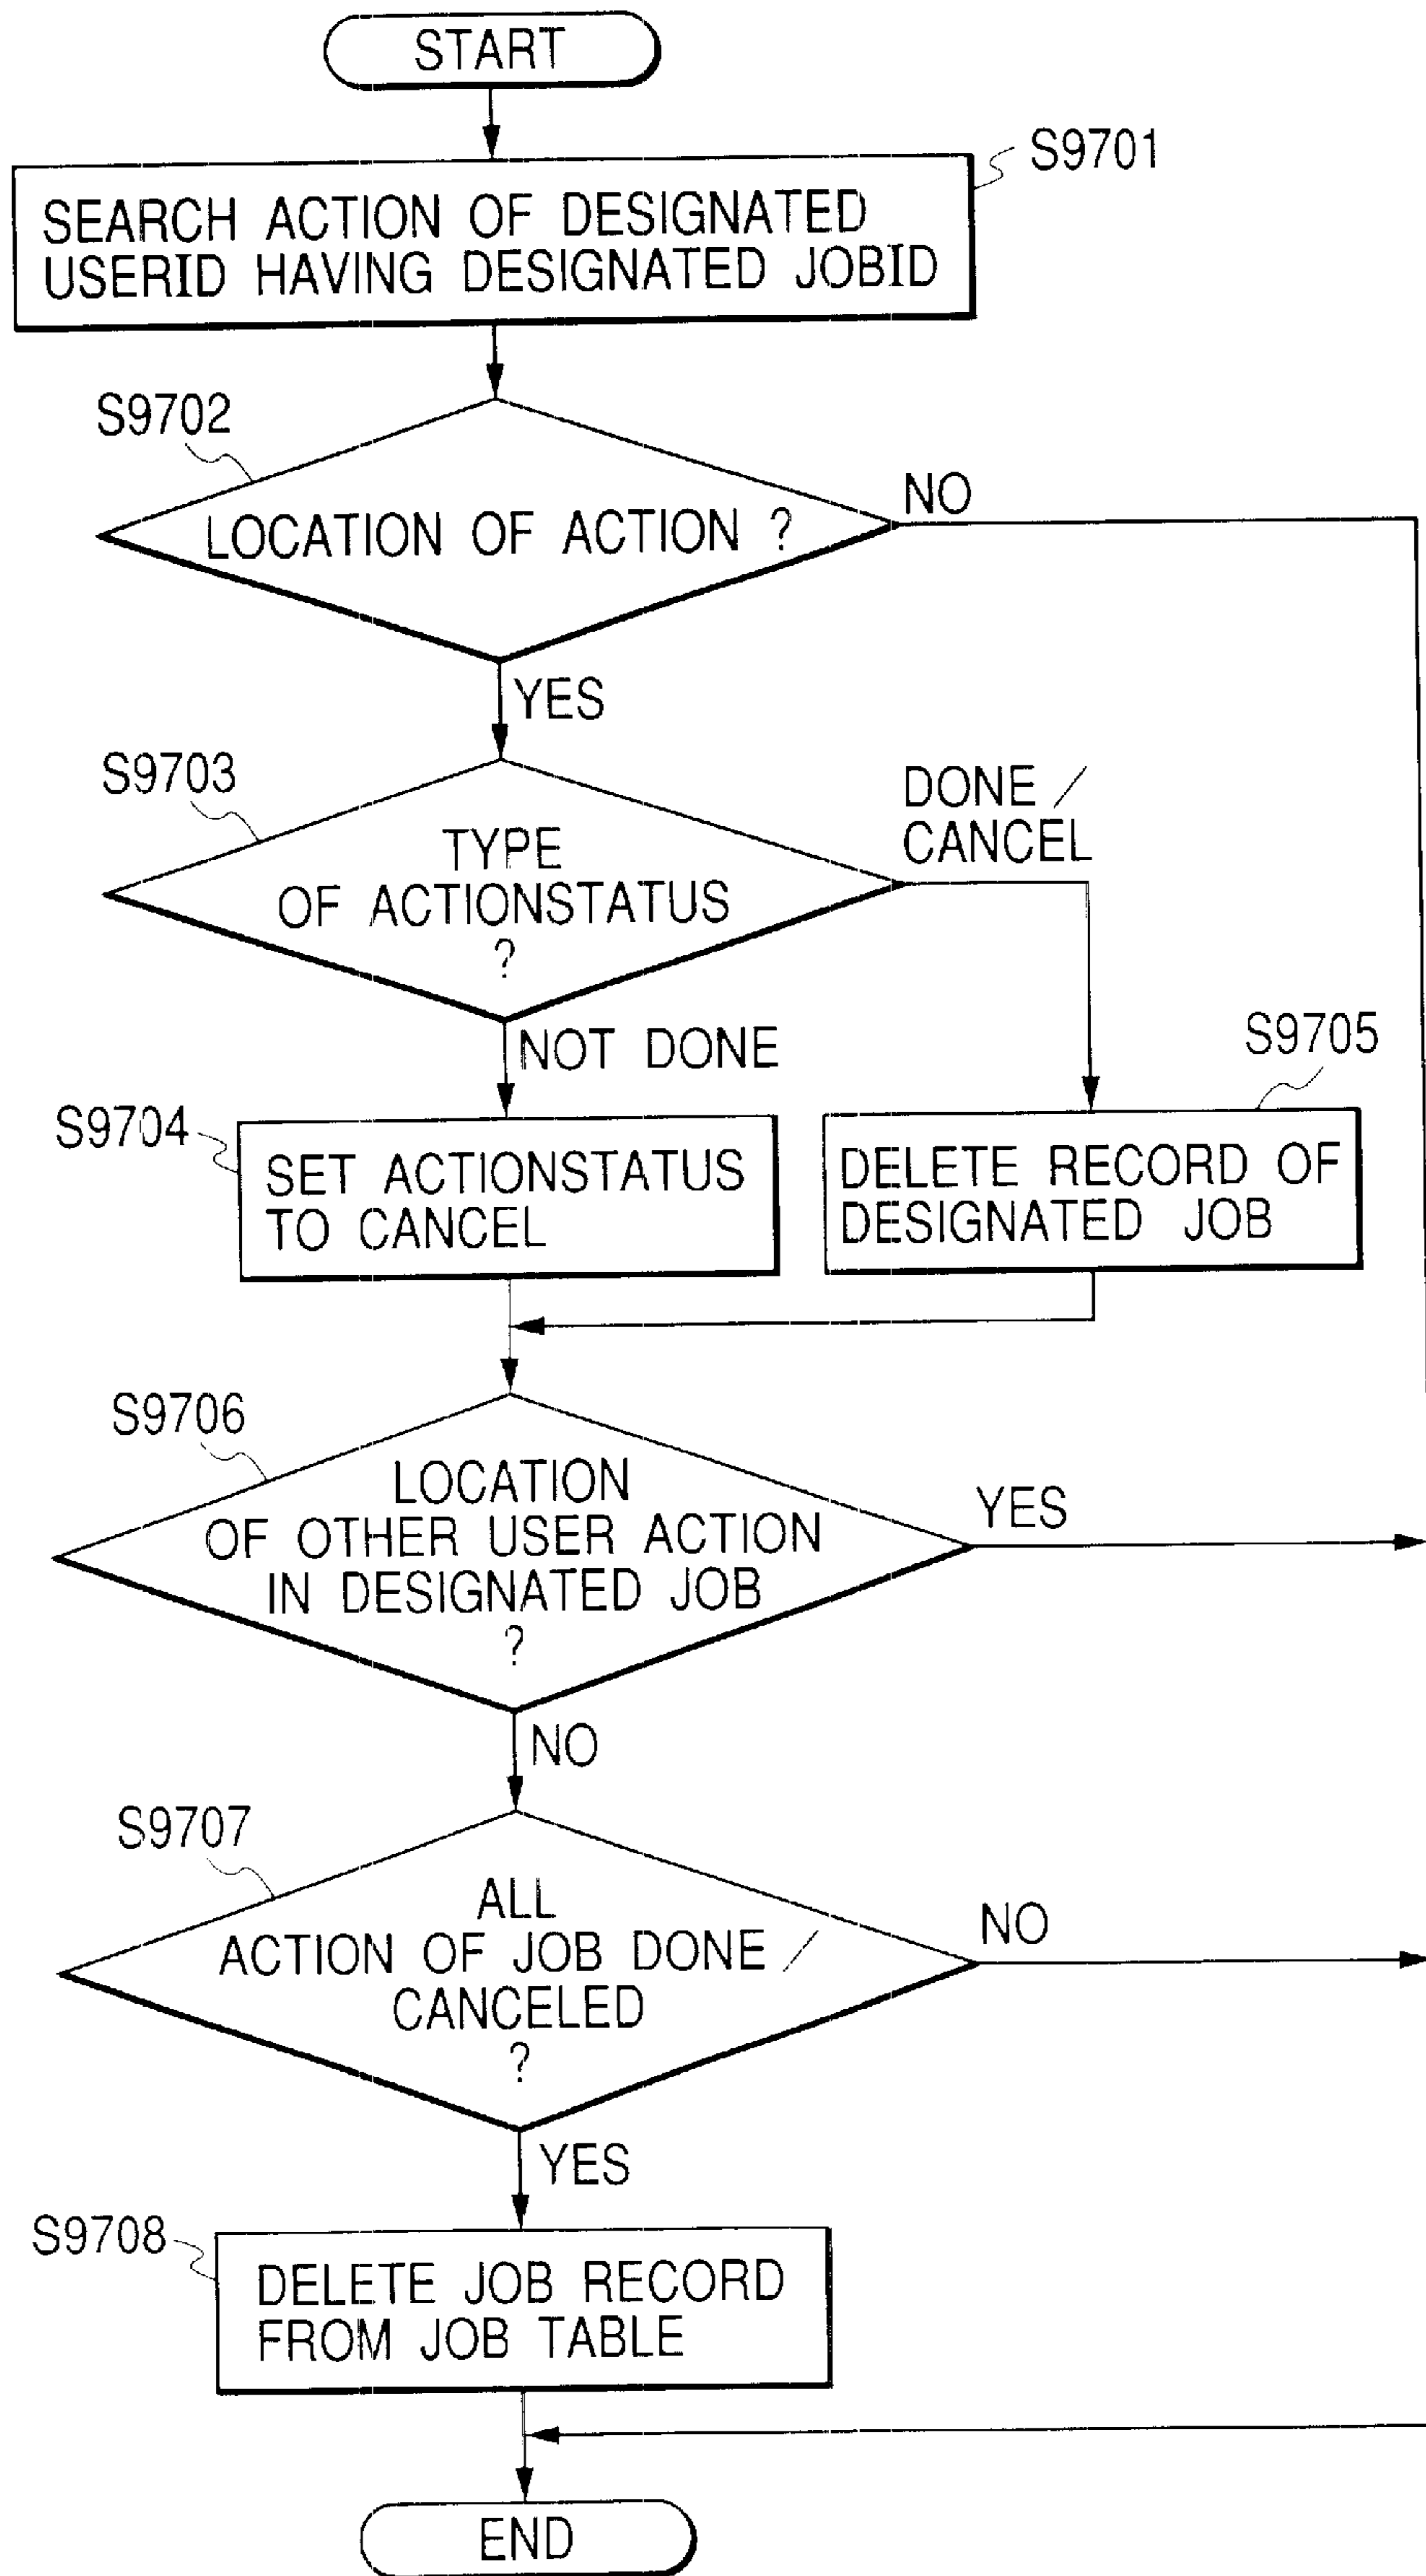 START
S9701
SEARCH ACTION OF DESIGNATED
USERID HAVING DESIGNATED JOBID
S9702
LOCATION OF ACTION ?
NO
YES
S9703
TYPE
OF ACTIONSTATUS
?
DONE /
CANCEL
NOT DONE
S9704
SET ACTIONSTATUS
TO CANCEL
S9705
DELETE RECORD OF
DESIGNATED JOB
S9706
LOCATION
OF OTHER USER ACTION
IN DESIGNATED JOB
?
YES
NO
S9707
ALL
ACTION OF JOB DONE /
CANCELED
?
NO
YES
S9708
DELETE JOB RECORD
FROM JOB TABLE
END